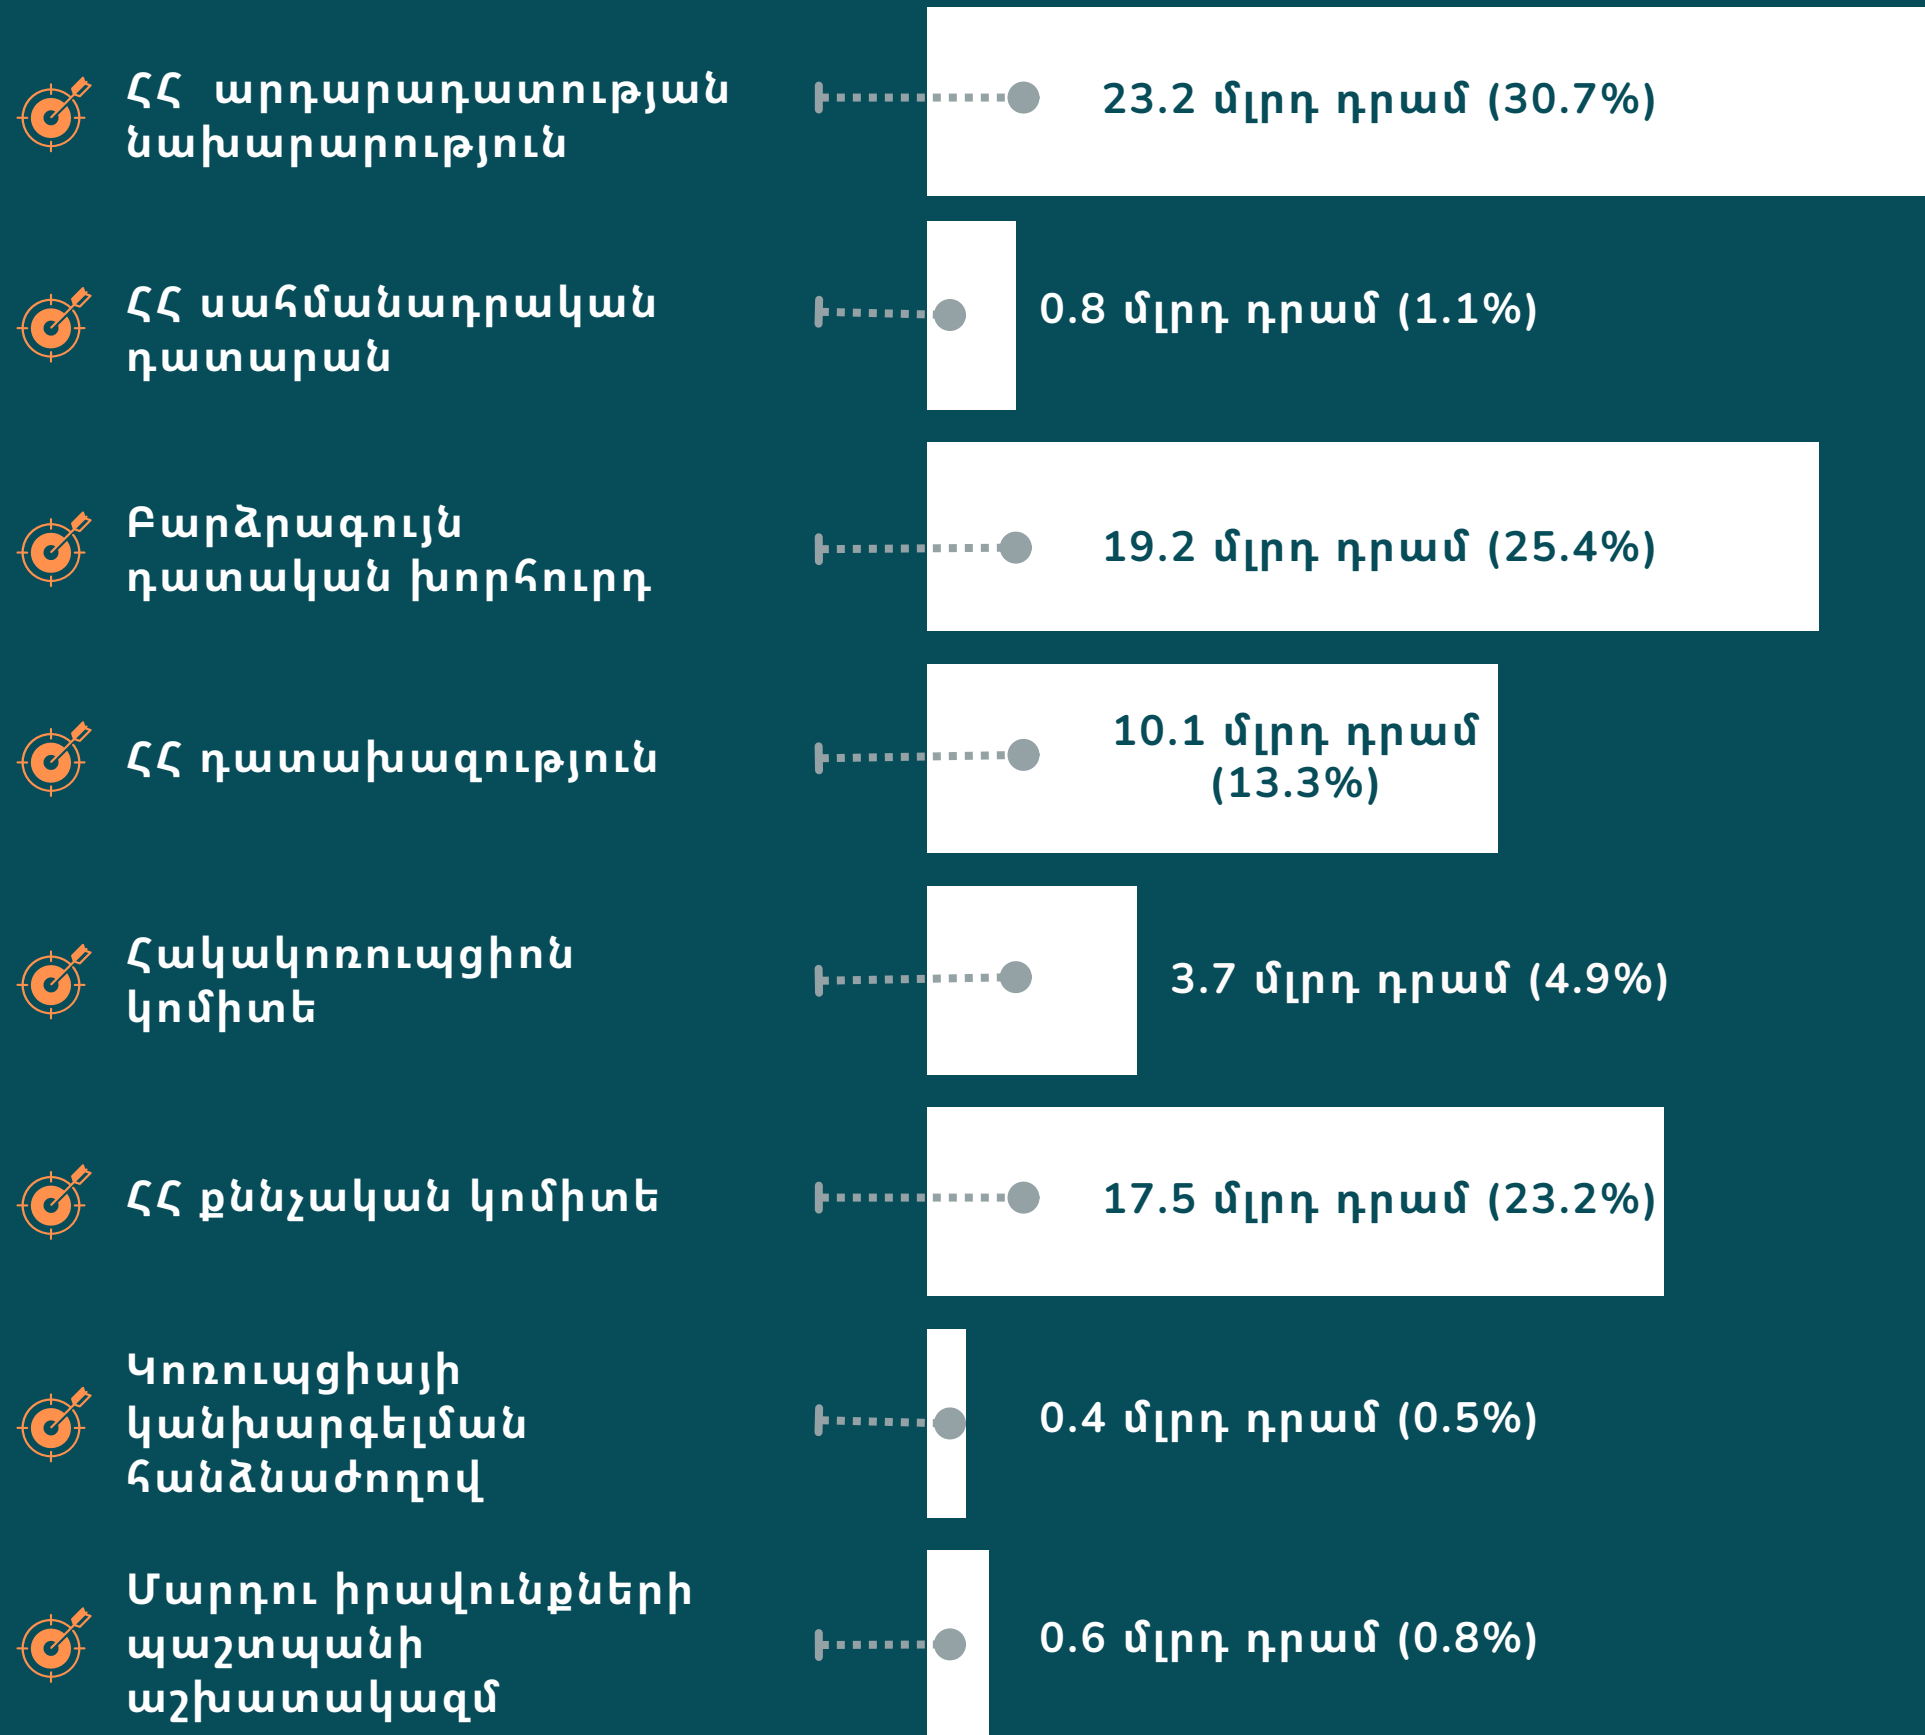 ՀՀ  արդարադատության
նախարարություն
23.2 մլրդ դրամ (30.7%)
ՀՀ սահմանադրական
դատարան
0.8 մլրդ դրամ (1.1%)
Բարձրագույն
դատական խորհուրդ
19.2 մլրդ դրամ (25.4%)
ՀՀ դատախազություն
10.1 մլրդ դրամ
(13.3%)
Հակակոռուպցիոն
կոմիտե
3.7 մլրդ դրամ (4.9%)
ՀՀ քննչական կոմիտե
17.5 մլրդ դրամ (23.2%)
Կոռուպցիայի
կանխարգելման
հանձնաժողով
0.4 մլրդ դրամ (0.5%)
Մարդու իրավունքների
պաշտպանի
աշխատակազմ
0.6 մլրդ դրամ (0.8%)